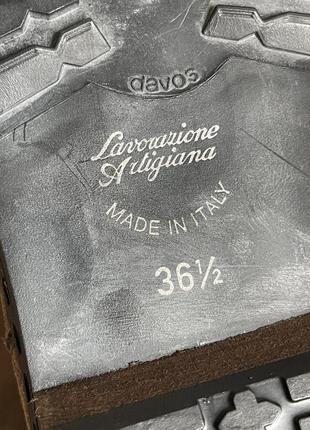 davos
Lavorazione
Artigiana
MADE IN ITALY
36½